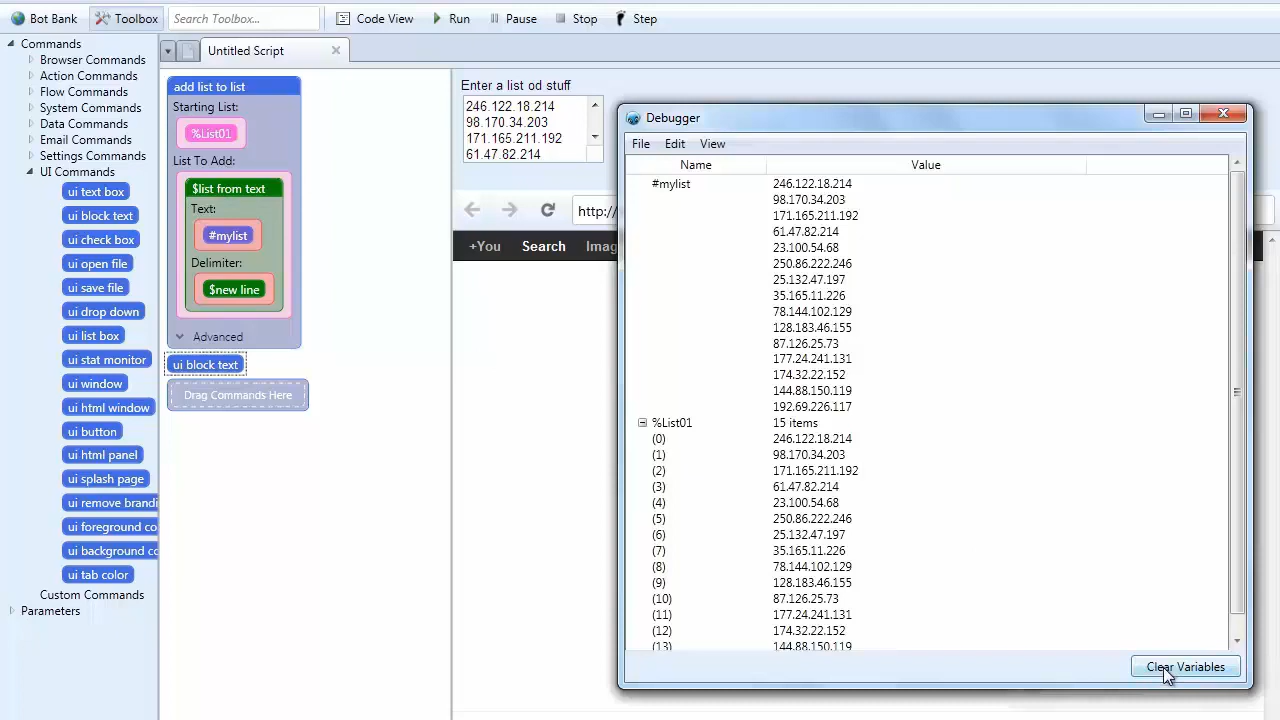 Bot Bank
Toolbox
Search Toolbox...
Code View
Run
Pause
Stop
Step
Commands
Browser Commands
Action Commands
Flow Commands
System Commands
Data Commands
Email Commands
Settings Commands
UI Commands
ui text box
ui block text
ui check box
ui open file
ui save file
ui drop down
ui list box
ui stat monitor
ui window
ui html window
ui button
ui html panel
ui splash page
ui remove brandi
ui foreground co
ui background co
ui tab color
Custom Commands
Parameters
Untitled Script
add list to list
Starting List:
%List01
List To Add:
$list from text
Text:
#mylist
Delimiter:
$new line
Advanced
ui block text
Drag Commands Here
Enter a list od stuff
246.122.18.214
98.170.34.203
171.165.211.192
61.47.82.214
http://
+You
Search
Imag
Debugger
File
Edit
View
Name
Value
#mylist
246.122.18.214
98.170.34.203
171.165.211.192
61.47.82.214
23.100.54.68
250.86.222.246
25.132.47.197
35.165.11.226
78.144.102.129
128.183.46.155
87.126.25.73
177.24.241.131
174.32.22.152
144.88.150.119
192.69.226.117
%List01 15 items
(0) 246.122.18.214
(1) 98.170.34.203
(2) 171.165.211.192
(3) 61.47.82.214
(4) 23.100.54.68
(5) 250.86.222.246
(6) 25.132.47.197
(7) 35.165.11.226
(8) 78.144.102.129
(9) 128.183.46.155
(10) 87.126.25.73
(11) 177.24.241.131
(12) 174.32.22.152
(13) 144.88.150.119
Clear Variables